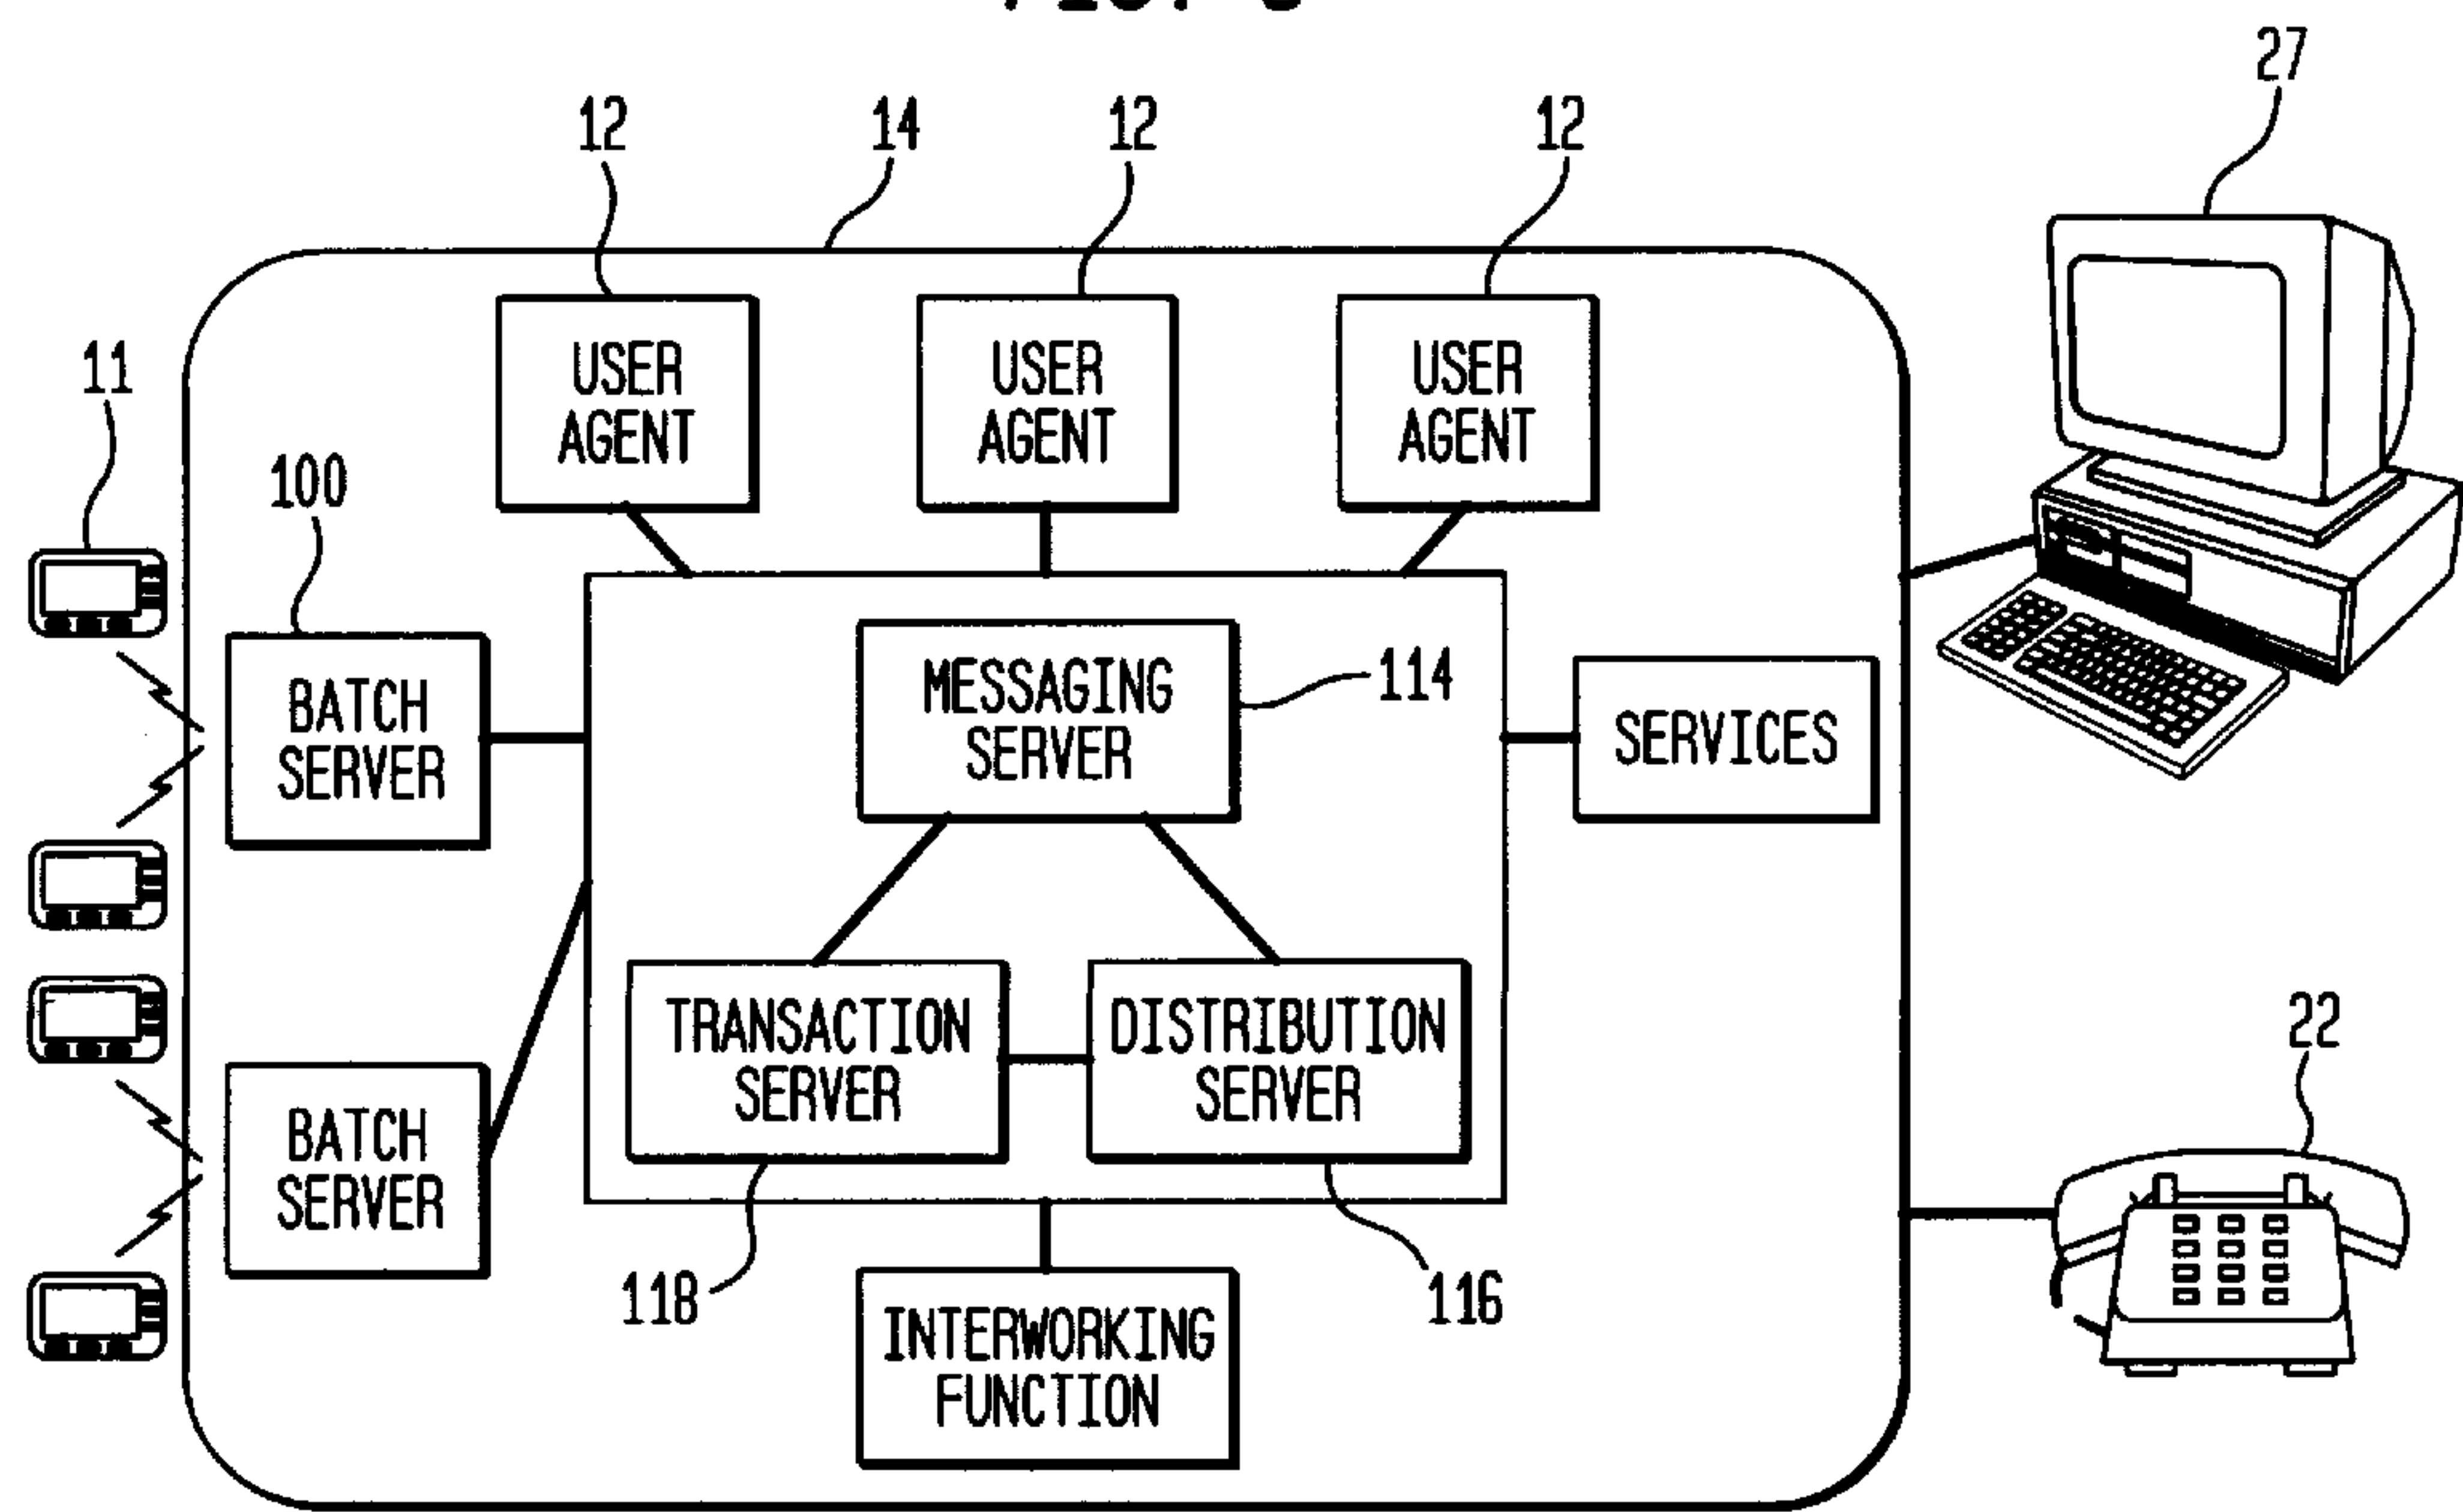 27
12
14
12
12
11
USER
AGENT
USER
AGENT
USER
AGENT
100
BATCH
SERVER
MESSAGING
SERVER
114
SERVICES
TRANSACTION
SERVER
DISTRIBUTION
SERVER
22
BATCH
SERVER
118
116
INTERWORKING
FUNCTION